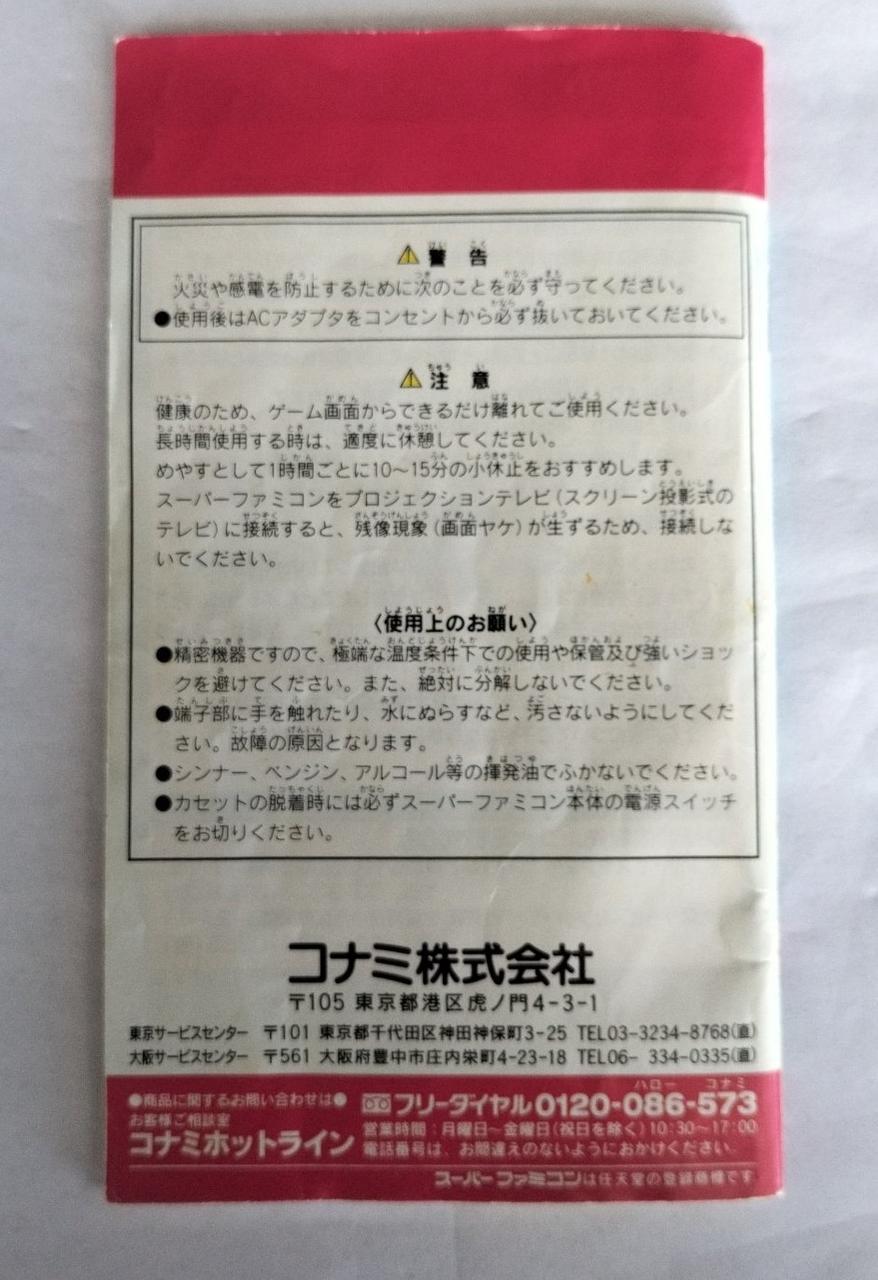 ⚠警告
火災や感電を防止するために次のことを必ず守ってください。
●使用後はACアダプタをコンセントから必ず抜いておいてください。
⚠注意
健康のため、ゲーム画面からできるだけ離れてご使用ください。
長時間使用する時は、適度に休憩してください。
めやすとして1時間ごとに10～15分の小休止をおすすめします。
スーパーファミコンをプロジェクションテレビ(スクリーン投影式の
テレビ)に接続すると、残像現象(画面ヤケ)が生ずるため、接続しな
いでください。
〈使用上のお願い〉
●精密機器ですので、極端な温度条件下での使用や保管及び強いショッ
クを避けてください。また、絶対に分解しないでください。
●端子部に手を触れたり、水にぬらすなど、汚さないようにしてくだ
さい。故障の原因となります。
●シンナー、ベンジン、アルコール等の揮発油でふかないでください。
●カセットの脱着時には必ずスーパーファミコン本体の電源スイッチ
をお切りください。
コナミ株式会社
〒105 東京都港区虎ノ門4-3-1
東京サービスセンター 〒101 東京都千代田区神田神保町3-25 TEL03-3234-8768(直)
大阪サービスセンター 〒561 大阪府豊中市庄内栄町4-23-18 TEL06- 334-0335(直)
●商品に関するお問い合わせは●
お客様ご相談室
コナミホットライン
ハロー コナミ
フリーダイヤル0120-086-573
営業時間：月曜日～金曜日(祝日を除く)10:30～17:00
電話番号は、お間違えのないようにおかけください。
スーパーファミコンは任天堂の登録商標です